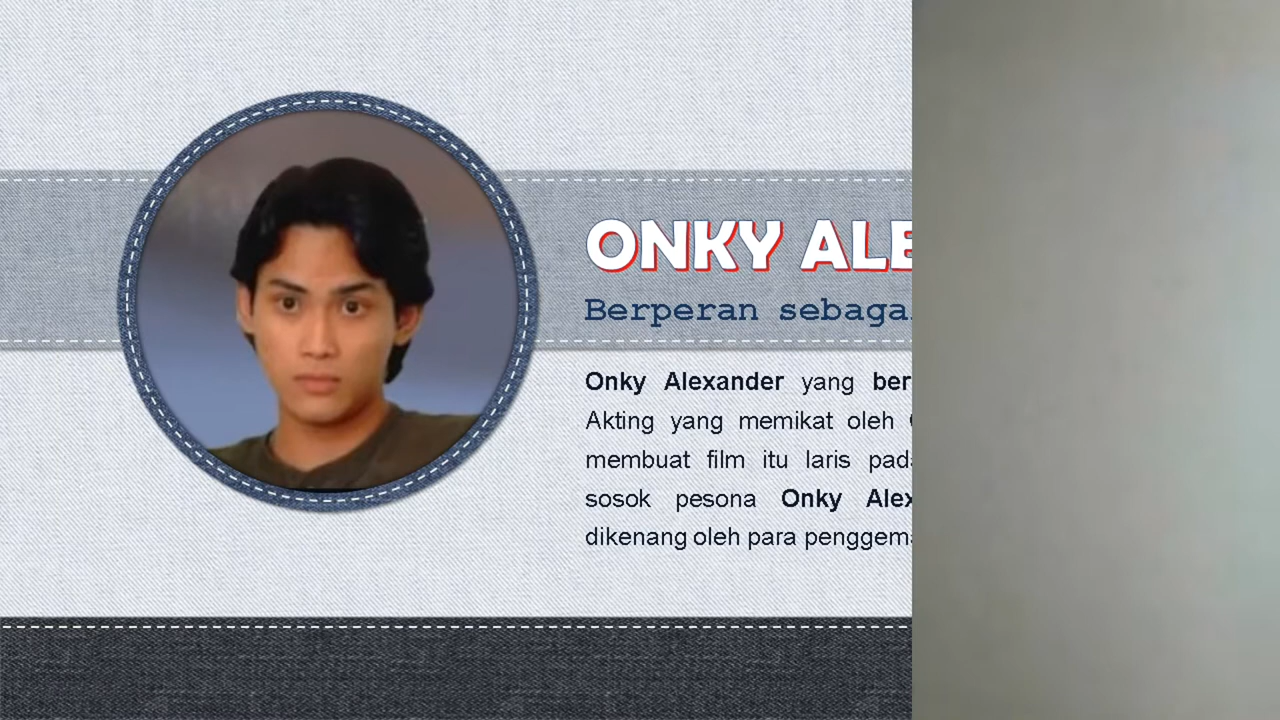 ONKY ALE
Berperan sebaga
Onky Alexander yang ber
Akting yang memikat oleh
membuat film itu laris pada
sosok pesona Onky Alex
dikenang oleh para penggema